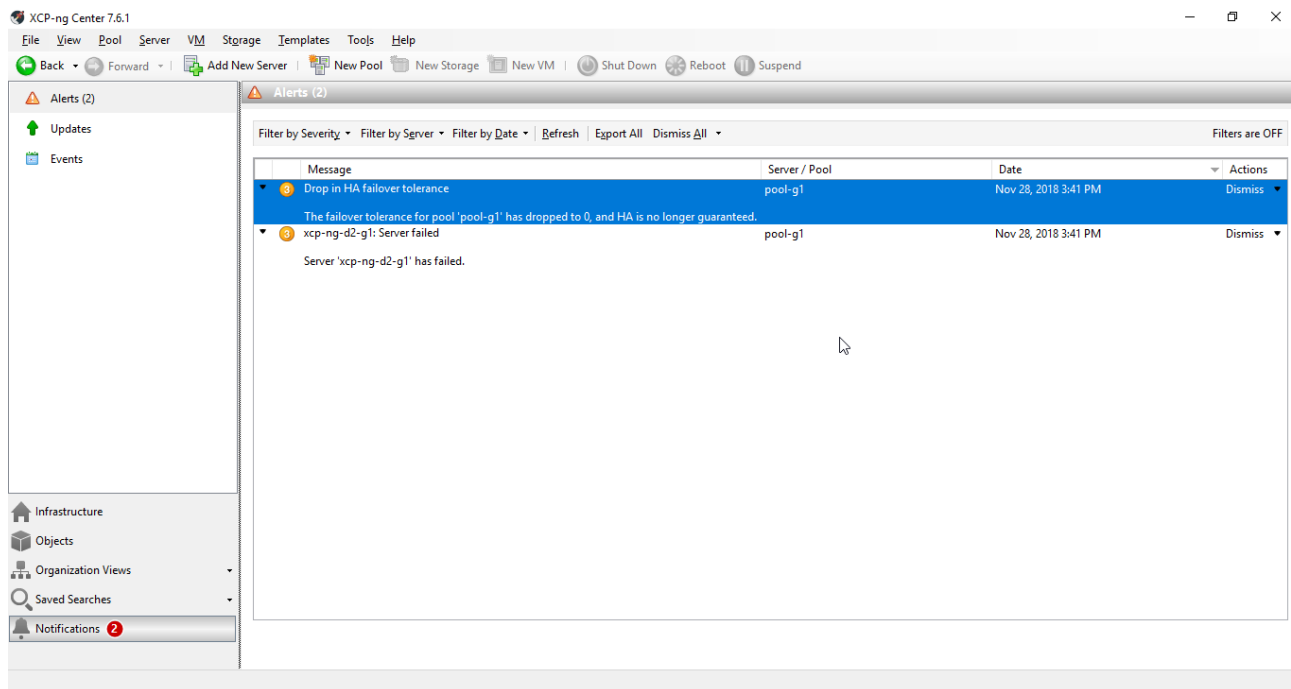 XCP-ng Center 7.6.1
File View Pool Server VM Storage Templates Tools Help
Back Forward Add New Server New Pool New Storage New VM Shut Down Reboot Suspend
Alerts (2)
Updates
Events
Infrastructure
Objects
Organization Views
Saved Searches
Notifications 2
Alerts (2)
Filter by Severity Filter by Server Filter by Date Refresh Export All Dismiss All Filters are OFF
Message Server / Pool Date Actions
3 Drop in HA failover tolerance pool-g1 Nov 28, 2018 3:41 PM Dismiss
The failover tolerance for pool 'pool-g1' has dropped to 0, and HA is no longer guaranteed.
3 xcp-ng-d2-g1: Server failed pool-g1 Nov 28, 2018 3:41 PM Dismiss
Server 'xcp-ng-d2-g1' has failed.